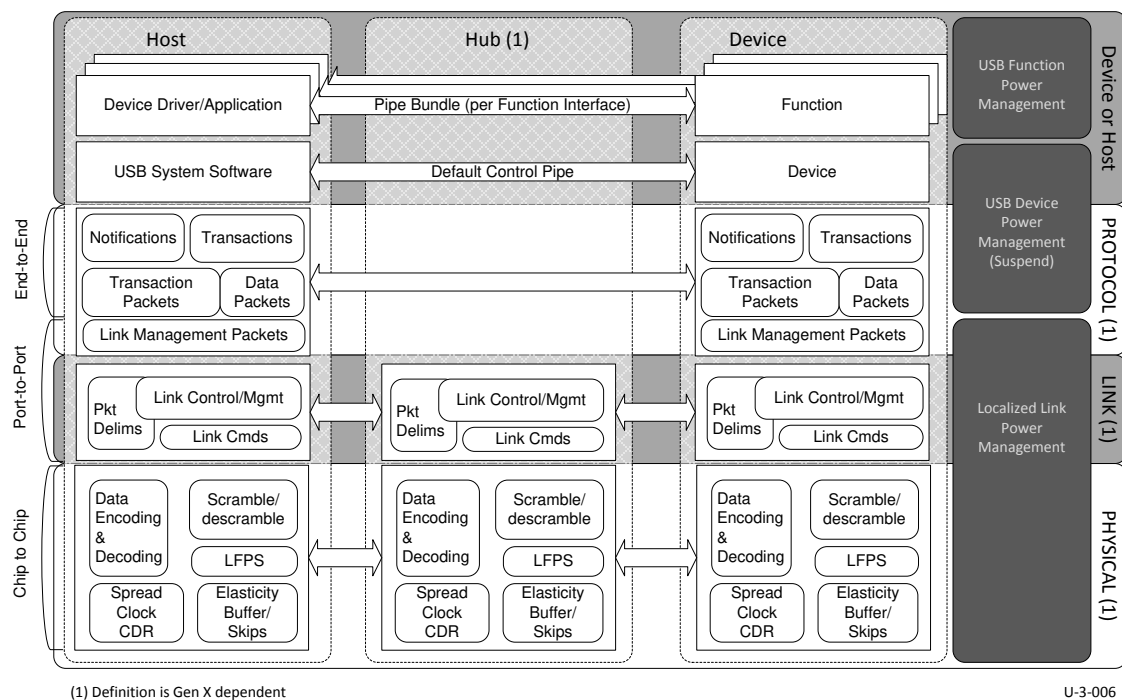 Host
Hub (1)
Device
Device Driver/Application
Pipe Bundle (per Function Interface)
Function
USB Function
Power
Management
Device or Host
USB System Software
Default Control Pipe
Device
USB Device
Power
Management
(Suspend)
End-to-End
Notifications
Transactions
Transaction
Packets
Data
Packets
Link Management Packets
Notifications
Transactions
Transaction
Packets
Data
Packets
Link Management Packets
PROTOCOL (1)
Port-to-Port
Pkt
Delims
Link Control/Mgmt
Link Cmds
Pkt
Delims
Link Control/Mgmt
Link Cmds
Pkt
Delims
Link Control/Mgmt
Link Cmds
Localized Link
Power
Management
LINK (1)
Chip to Chip
Data
Encoding
&
Decoding
Scramble/
descramble
LFPS
Spread
Clock
CDR
Elasticity
Buffer/
Skips
Data
Encoding
&
Decoding
Scramble/
descramble
LFPS
Spread
Clock
CDR
Elasticity
Buffer/
Skips
Data
Encoding
&
Decoding
Scramble/
descramble
LFPS
Spread
Clock
CDR
Elasticity
Buffer/
Skips
PHYSICAL (1)
(1) Definition is Gen X dependent
U-3-006